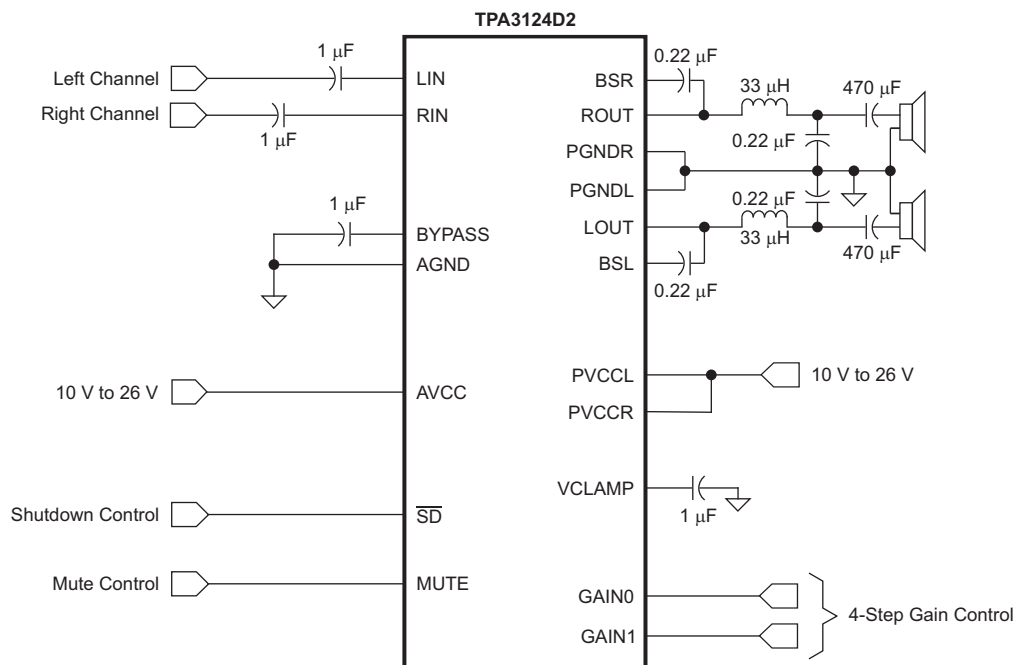 TPA3124D2
1 μF
Left Channel
LIN
Right Channel
RIN
1 μF
1 μF
BYPASS
AGND
10 V to 26 V
AVCC
Shutdown Control
SD
Mute Control
MUTE
0.22 μF
BSR
33 μH
470 μF
ROUT
0.22 μF
PGNDR
PGNDL
0.22 μF
LOUT
33 μH
470 μF
BSL
0.22 μF
PVCCL
10 V to 26 V
PVCCR
VCLAMP
1 μF
GAIN0
4-Step Gain Control
GAIN1